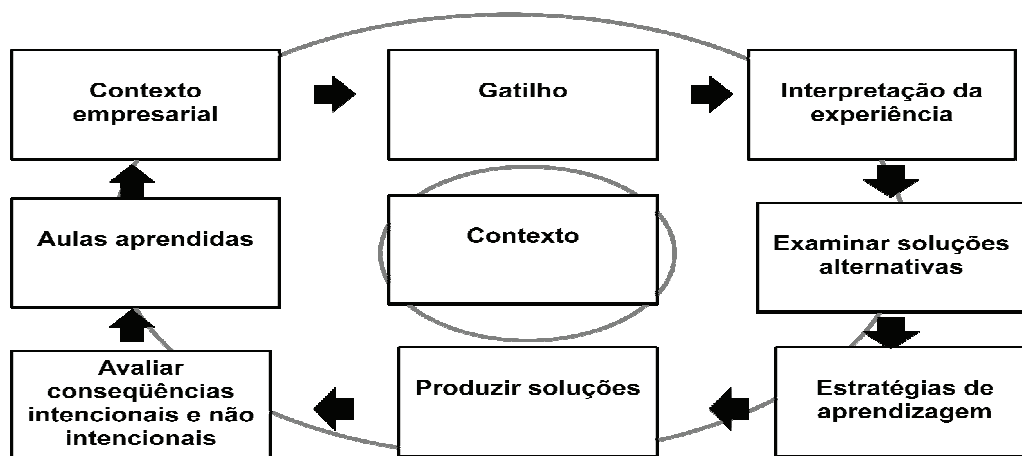 Contexto
empresarial
Gatilho
Interpretação da
experiência
Aulas aprendidas
Contexto
Examinar soluções
alternativas
Avaliar
conseqüências
intencionais e não
intencionais
Produzir soluções
Estratégias de
aprendizagem